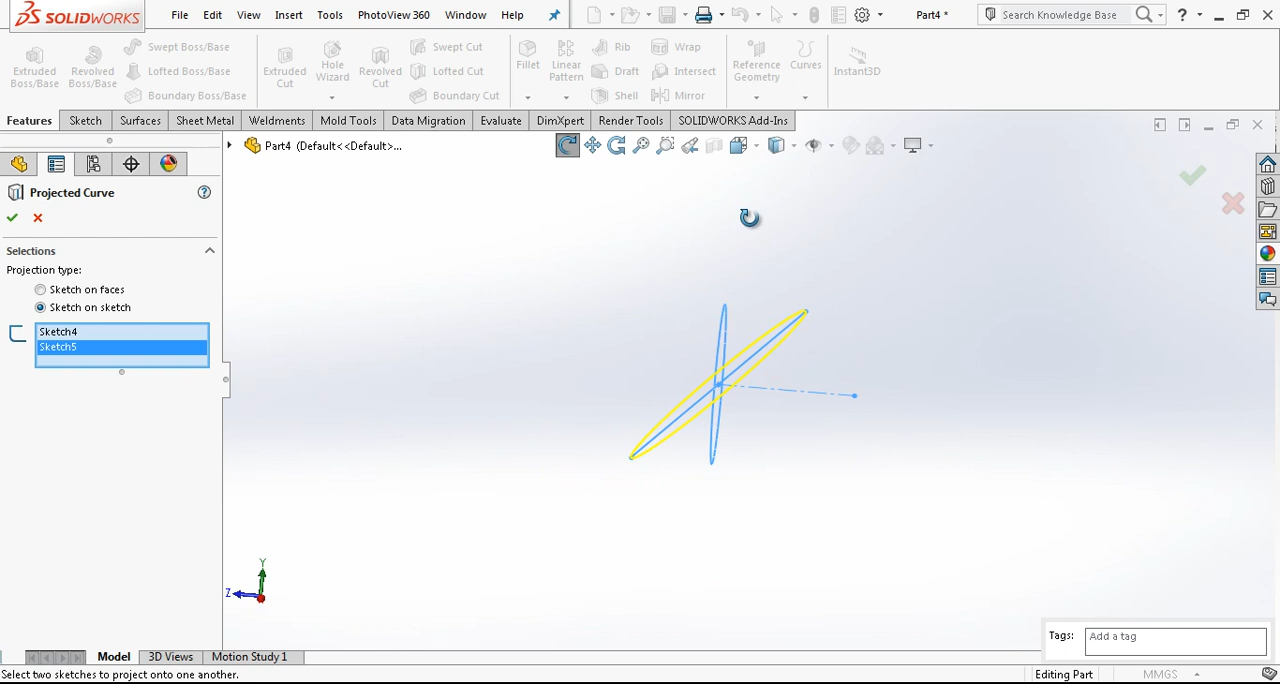 SOLIDWORKS
File Edit View Insert Tools PhotoView 360 Window Help
Part4 *
Search Knowledge Base
?
Extruded Boss/Base
Revolved Boss/Base
Swept Boss/Base
Lofted Boss/Base
Boundary Boss/Base
Extruded Cut
Hole Wizard
Revolved Cut
Swept Cut
Lofted Cut
Boundary Cut
Fillet
Linear Pattern
Rib
Draft
Shell
Wrap
Intersect
Mirror
Reference Geometry
Curves
Instant3D
Features Sketch Surfaces Sheet Metal Weldments Mold Tools Data Migration Evaluate DimXpert Render Tools SOLIDWORKS Add-Ins
Part4 (Default<<Default>...
Projected Curve
Selections
Projection type:
Sketch on faces
Sketch on sketch
Sketch4
Sketch5
Y
Z
Tags: Add a tag
Model 3D Views Motion Study 1
Select two sketches to project onto one another.
Editing Part
MMGS